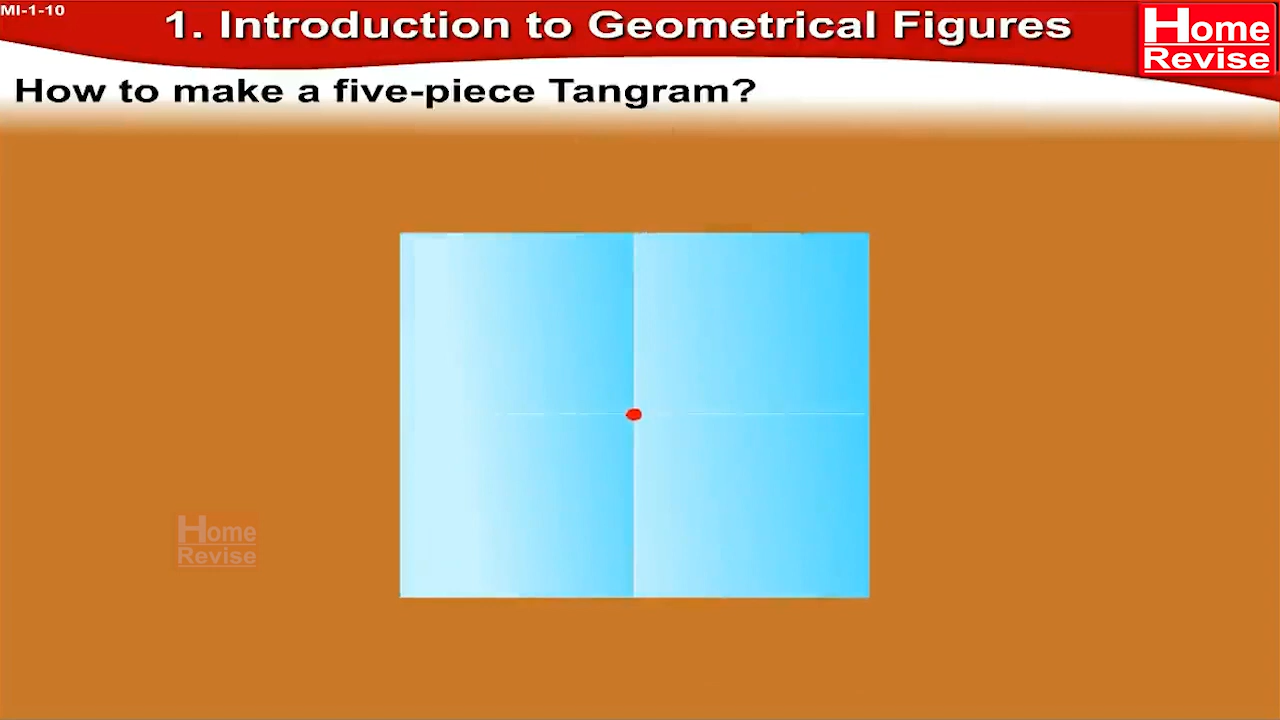 MI-1-10
1. Introduction to Geometrical Figures
Home
Revise
How to make a five-piece Tangram?
Home
Revise